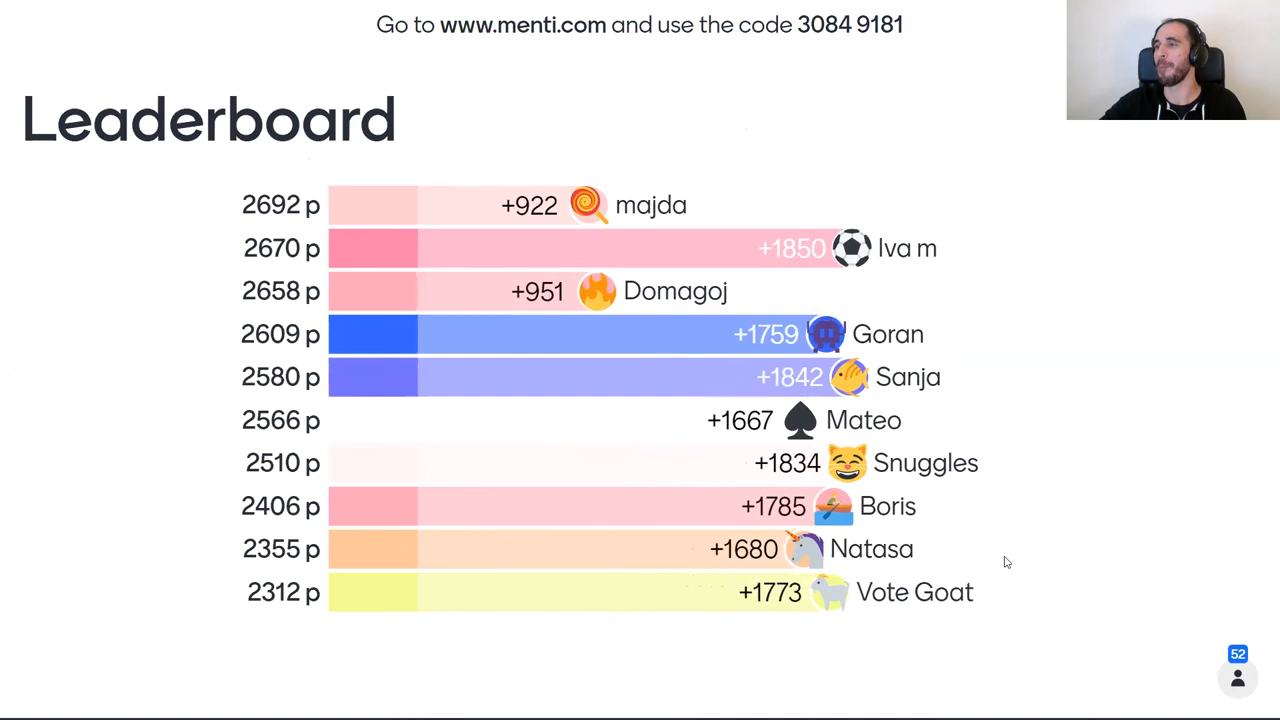 Go to www.menti.com and use the code 3084 9181
Leaderboard
2692 p +922 majda
2670 p +1850 Iva m
2658 p +951 Domagoj
2609 p +1759 Goran
2580 p +1842 Sanja
2566 p +1667 Mateo
2510 p +1834 Snuggles
2406 p +1785 Boris
2355 p +1680 Natasa
2312 p +1773 Vote Goat
52